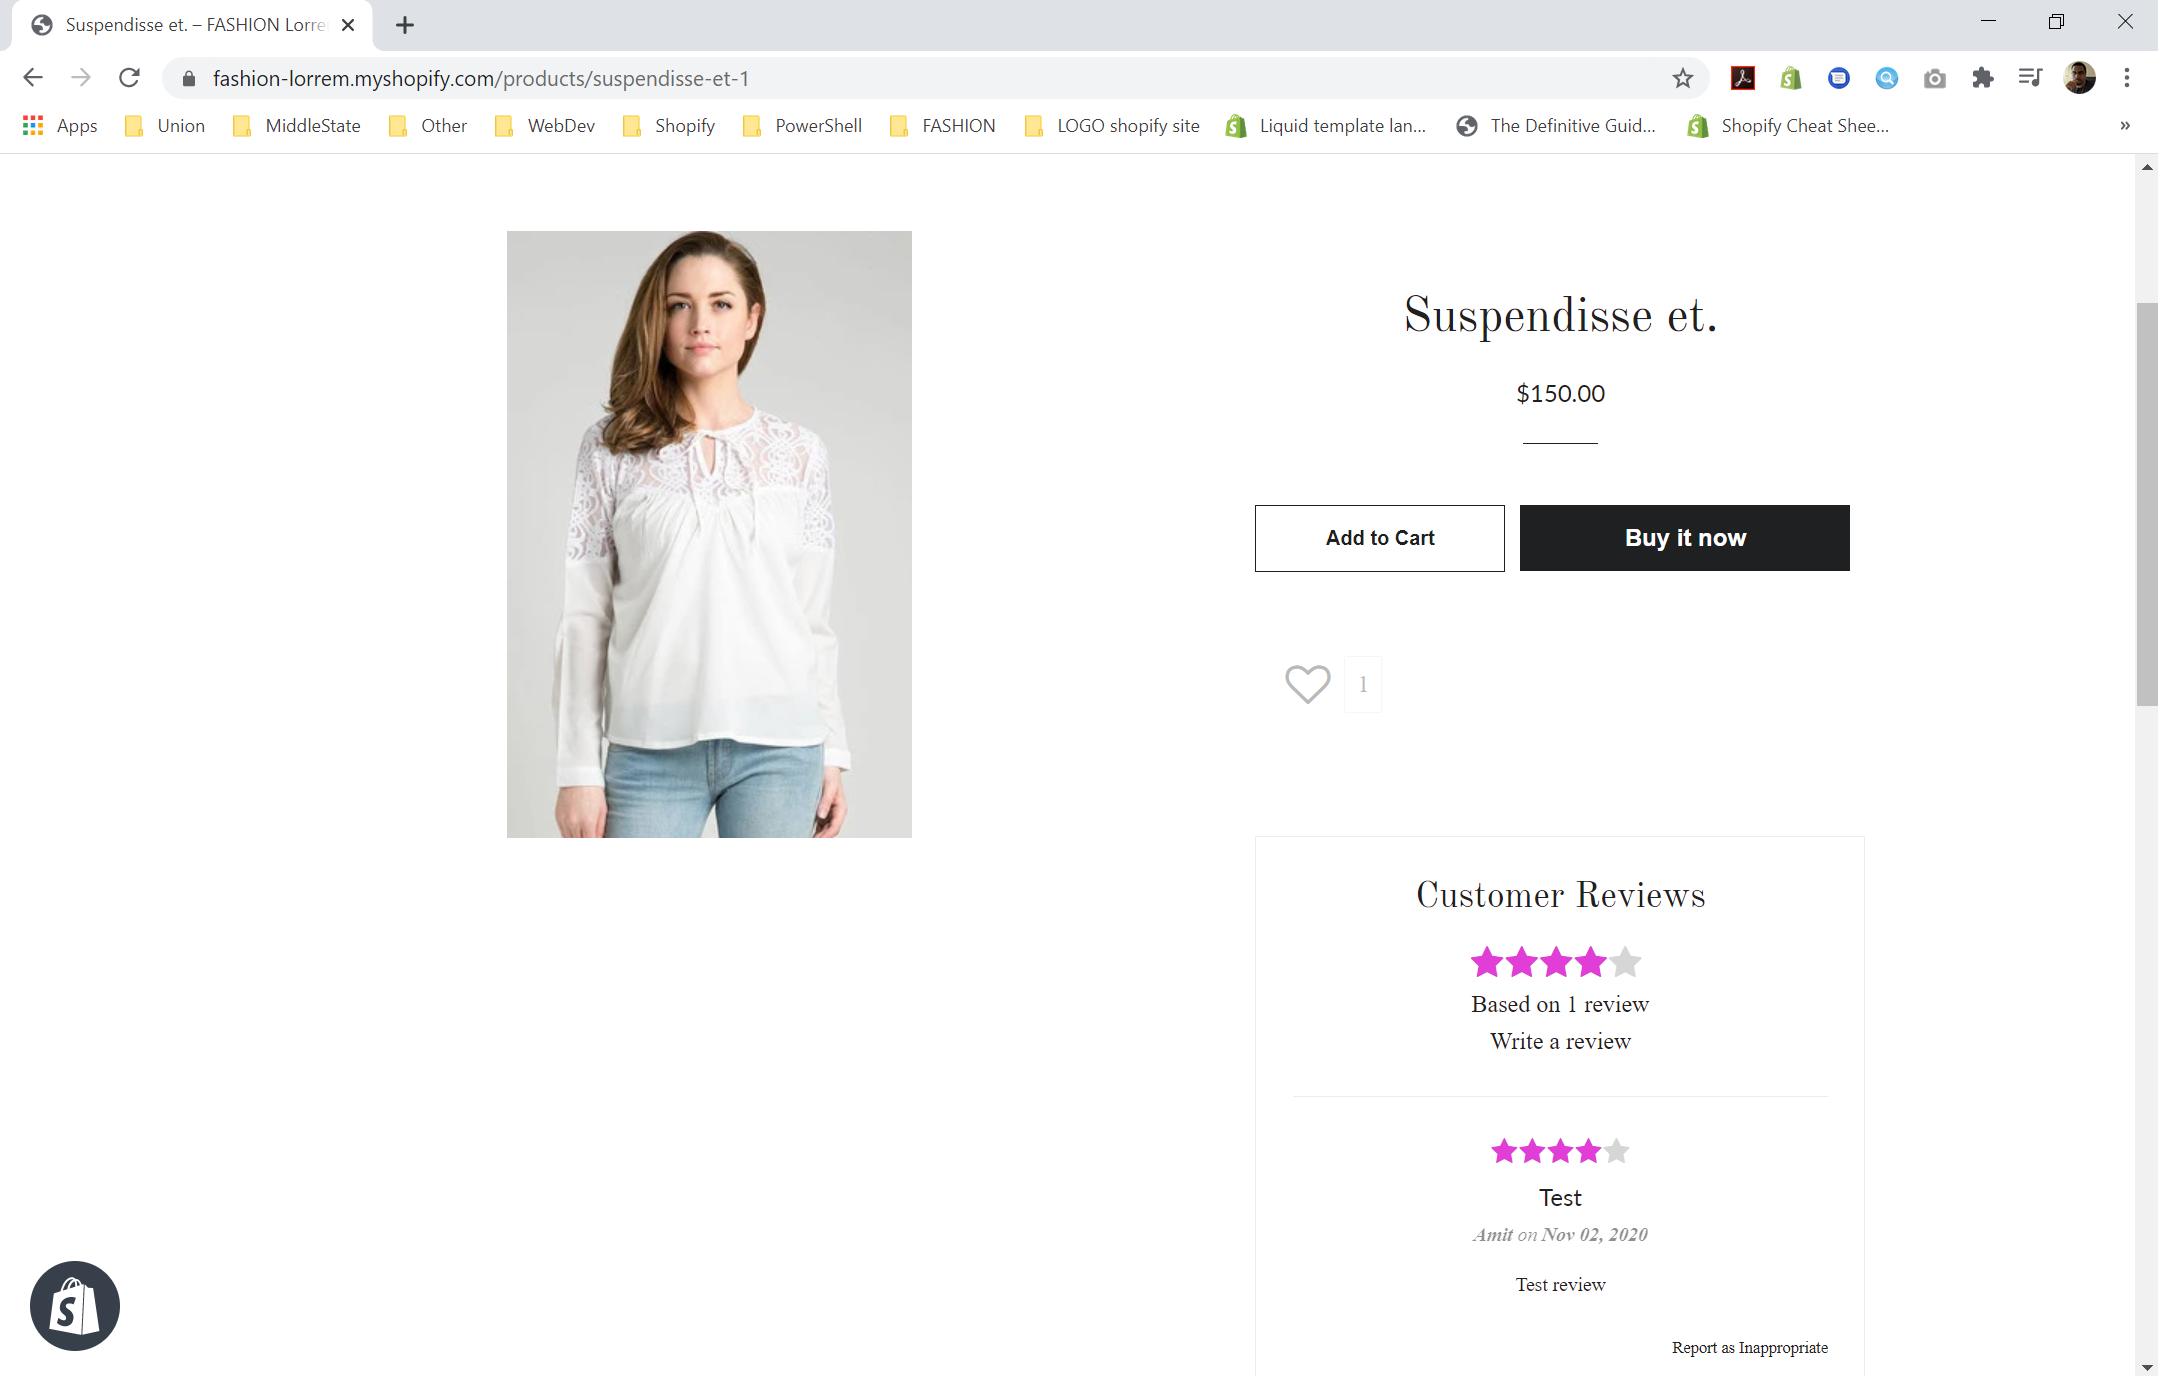 Suspendisse et. – FASHION Lorre
fashion-lorrem.myshopify.com/products/suspendisse-et-1
Apps Union MiddleState Other WebDev Shopify PowerShell FASHION LOGO shopify site Liquid template lan... The Definitive Guid... Shopify Cheat Shee... »
Suspendisse et.
$150.00
Add to Cart Buy it now
1
Customer Reviews
Based on 1 review
Write a review
Test
Amit on Nov 02, 2020
Test review
Report as Inappropriate